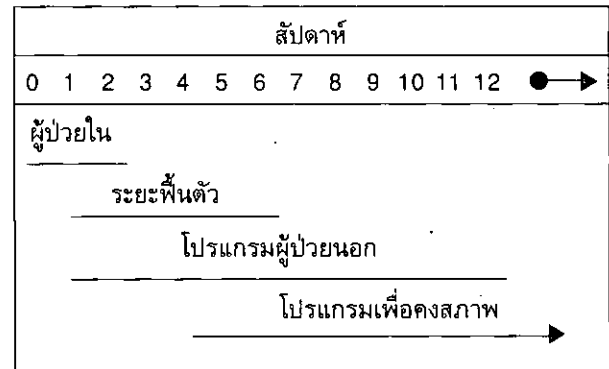 สัปดาห์
0 1 2 3 4 5 6 7 8 9 10 11 12
ผู้ป่วยใน
ระยะฟื้นตัว
โปรแกรมผู้ป่วยนอก
โปรแกรมเพื่อคงสภาพ